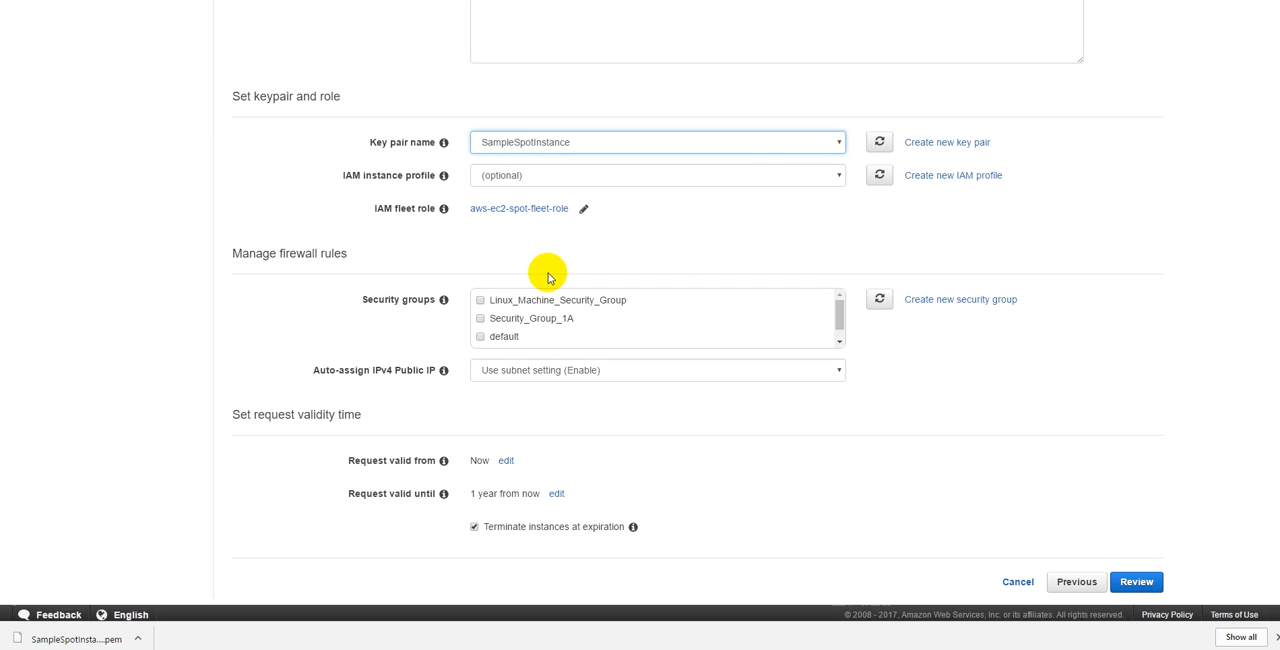 Set keypair and role
Key pair name SampleSpotInstance Create new key pair
IAM instance profile (optional) Create new IAM profile
IAM fleet role aws-ec2-spot-fleet-role
Manage firewall rules
Security groups Linux_Machine_Security_Group Create new security group
Security_Group_1A
default
Auto-assign IPv4 Public IP Use subnet setting (Enable)
Set request validity time
Request valid from Now edit
Request valid until 1 year from now edit
Terminate instances at expiration
Cancel Previous Review
Feedback English © 2008 - 2017, Amazon Web Services, Inc. or its affiliates. All rights reserved. Privacy Policy Terms of Use
SampleSpotInsta....pem Show all